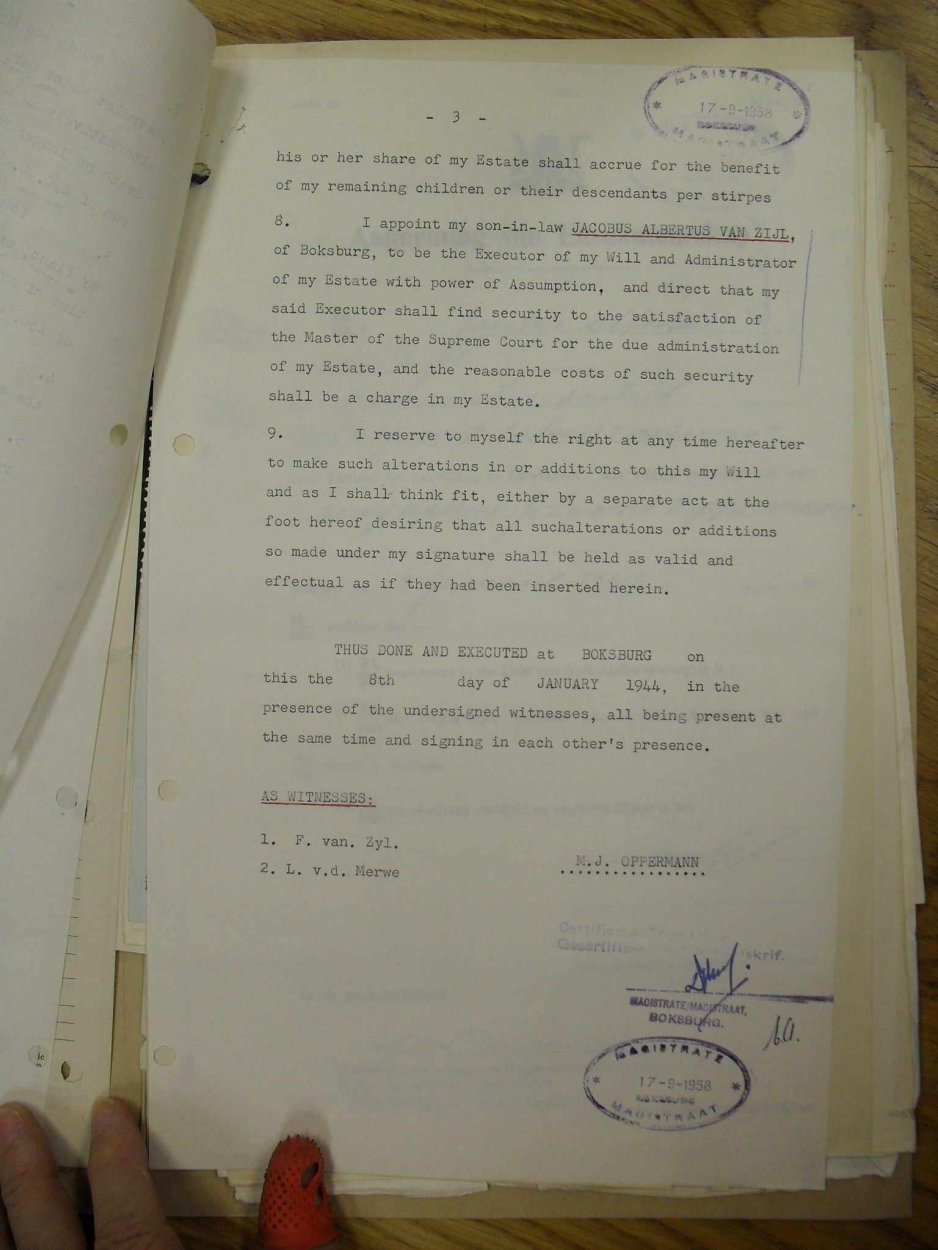 MAGISTRATE
17-9-1958
BOKSBURG
MAGISTRAAT
- 3 -
his or her share of my Estate shall accrue for the benefit
of my remaining children or their descendants per stirpes
8. I appoint my son-in-law JACOBUS ALBERTUS VAN ZIJL,
of Boksburg, to be the Executor of my Will and Administrator
of my Estate with power of Assumption, and direct that my
said Executor shall find security to the satisfaction of
the Master of the Supreme Court for the due administration
of my Estate, and the reasonable costs of such security
shall be a charge in my Estate.
9. I reserve to myself the right at any time hereafter
to make such alterations in or additions to this my Will
and as I shall think fit, either by a separate act at the
foot hereof desiring that all suchalterations or additions
so made under my signature shall be held as valid and
effectual as if they had been inserted herein.
THUS DONE AND EXECUTED at BOKSBURG on
this the 8th day of JANUARY 1944, in the
presence of the undersigned witnesses, all being present at
the same time and signing in each other's presence.
AS WITNESSES:
1. F. van. Zyl.
2. L. v.d. Merwe
M.J. OPPERMANN
Certified
MAGISTRATE/MAGISTRAAT,
BOKSBURG.
MAGISTRATE
17-9-1958
BOKSBURG
MAGISTRAAT